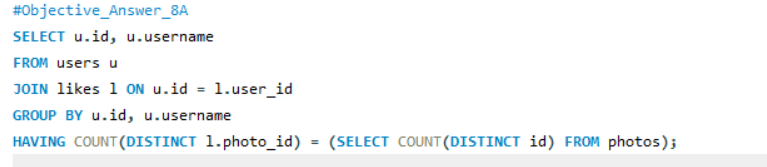 #Objective_Answer_8A
SELECT u.id, u.username
FROM users u
JOIN likes l ON u.id = l.user_id
GROUP BY u.id, u.username
HAVING COUNT(DISTINCT l.photo_id) = (SELECT COUNT(DISTINCT id) FROM photos);